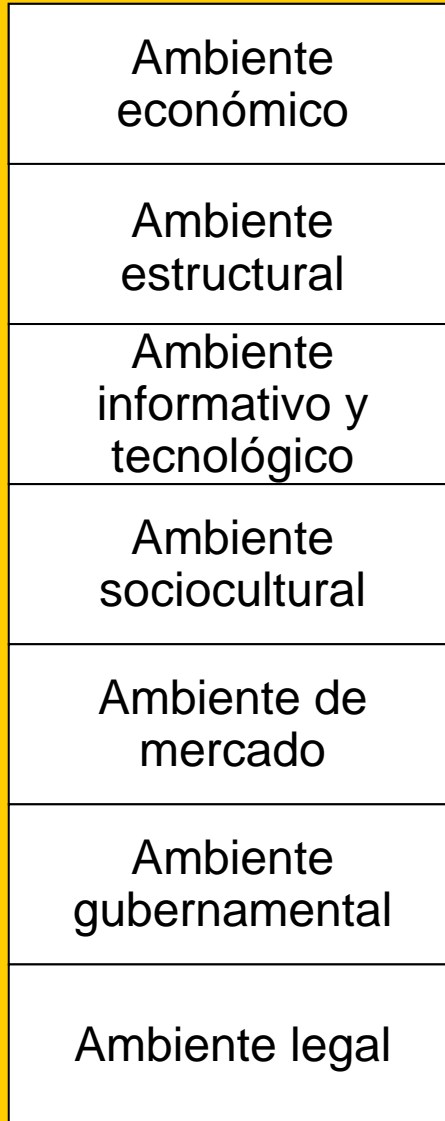 Ambiente
económico
Ambiente
estructural
Ambiente
informativo y
tecnológico
Ambiente
sociocultural
Ambiente de
mercado
Ambiente
gubernamental
Ambiente legal